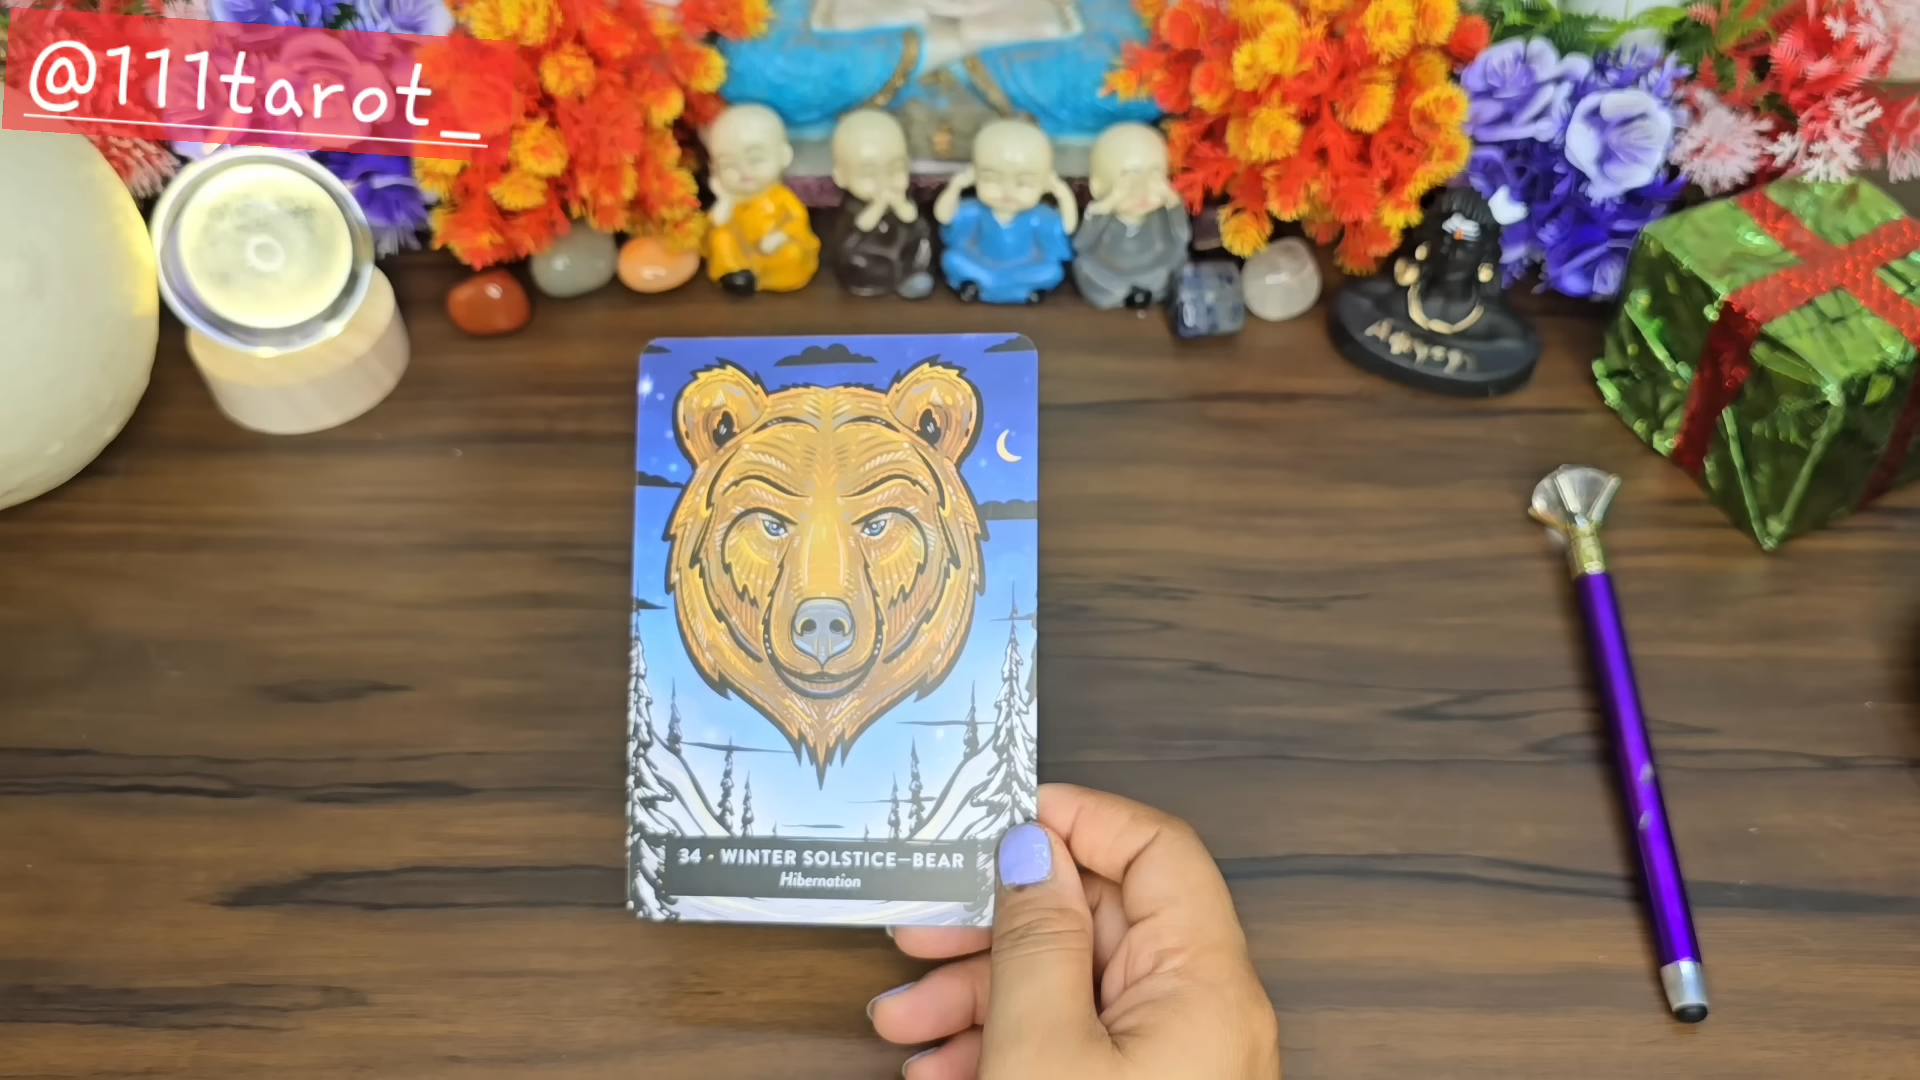 @111tarot_
34 • WINTER SOLSTICE—BEAR
Hibernation